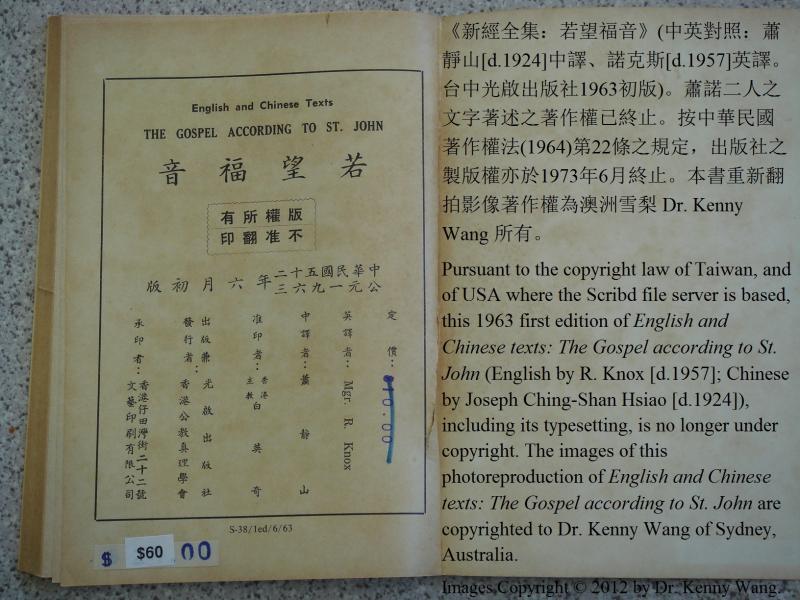 English and Chinese Texts
THE GOSPEL ACCORDING TO ST. JOHN
若望福音
版權所有
不准翻印
中華民國五十二年六月初版
公元一九六三
定價：
英譯者：Mgr. R. Knox
中譯者：蕭靜山
准印者：香港主教白英奇
出版兼發行者：光啟出版社
香港公教真理學會
承印者：香港仔田灣街二十二號
文藝印刷有限公司
S-38/1ed/6/63
$ $60 00
《新經全集：若望福音》(中英對照：蕭
靜山[d.1924]中譯、諾克斯[d.1957]英譯。
台中光啟出版社1963初版)。蕭諾二人之
文字著述之著作權已終止。按中華民國
著作權法(1964)第22條之規定，出版社之
製版權亦於1973年6月終止。本書重新翻
拍影像著作權為澳洲雪梨 Dr. Kenny
Wang 所有。
Pursuant to the copyright law of Taiwan, and
of USA where the Scribd file server is based,
this 1963 first edition of English and
Chinese texts: The Gospel according to St.
John (English by R. Knox [d.1957]; Chinese
by Joseph Ching-Shan Hsiao [d.1924]),
including its typesetting, is no longer under
copyright. The images of this
photoreproduction of English and Chinese
texts: The Gospel according to St. John are
copyrighted to Dr. Kenny Wang of Sydney,
Australia.
Images Copyright © 2012 by Dr. Kenny Wang.